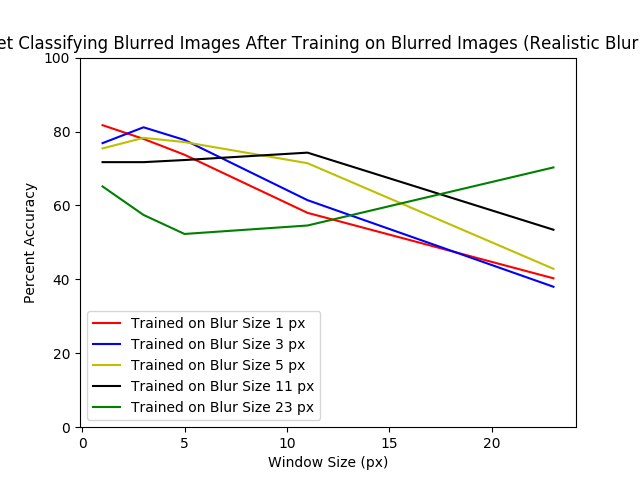 et Classifying Blurred Images After Training on Blurred Images (Realistic Blur
100
80
60
40
20
0
Percent Accuracy
Trained on Blur Size 1 px
Trained on Blur Size 3 px
Trained on Blur Size 5 px
Trained on Blur Size 11 px
Trained on Blur Size 23 px
0 5 10 15 20
Window Size (px)